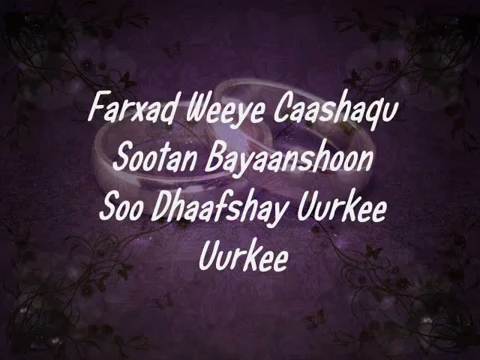 Farxad Weeye Caashaqu
Sootan Bayaanshoon
Soo Dhaafshay Uurkee
Uurkee